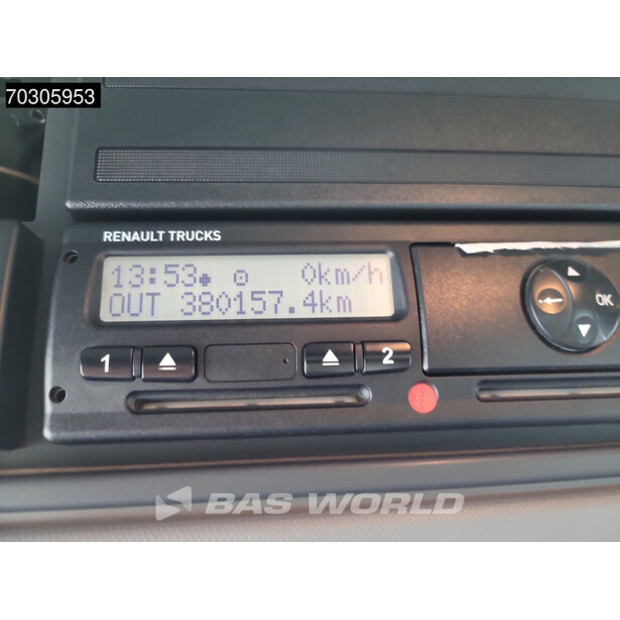 70305953
RENAULT TRUCKS
13:53 0km/h
OUT 380157.4km
1 2
OK
BAS WORLD